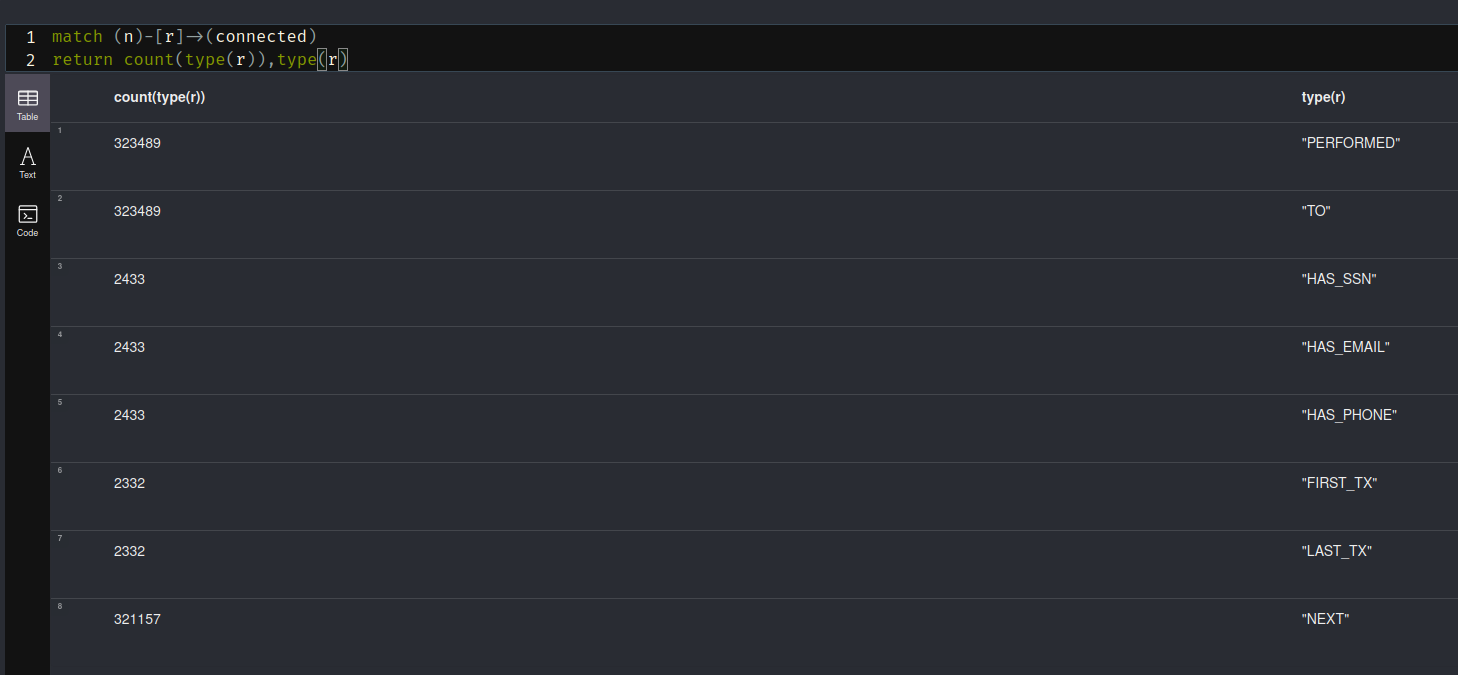 1 match (n)-[r]->(connected)
2 return count(type(r)),type(r)
Table
Text
Code
count(type(r)) type(r)
1 323489 "PERFORMED"
2 323489 "TO"
3 2433 "HAS_SSN"
4 2433 "HAS_EMAIL"
5 2433 "HAS_PHONE"
6 2332 "FIRST_TX"
7 2332 "LAST_TX"
8 321157 "NEXT"